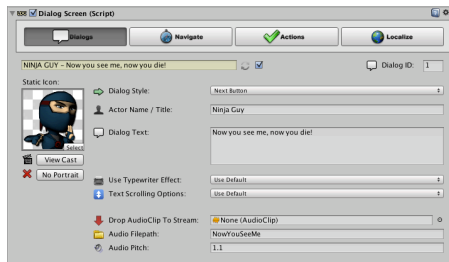 Dialog Screen (Script)
Dialogs Navigate Actions Localize
NINJA GUY – Now you see me, now you die! Dialog ID: 1
Static Icon:
Dialog Style: Next Button
Actor Name / Title: Ninja Guy
Dialog Text: Now you see me, now you die!
Select
View Cast
No Portrait
Use Typewriter Effect: Use Default
Text Scrolling Options: Use Default
Drop AudioClip To Stream: None (AudioClip)
Audio Filepath: NowYouSeeMe
Audio Pitch: 1.1